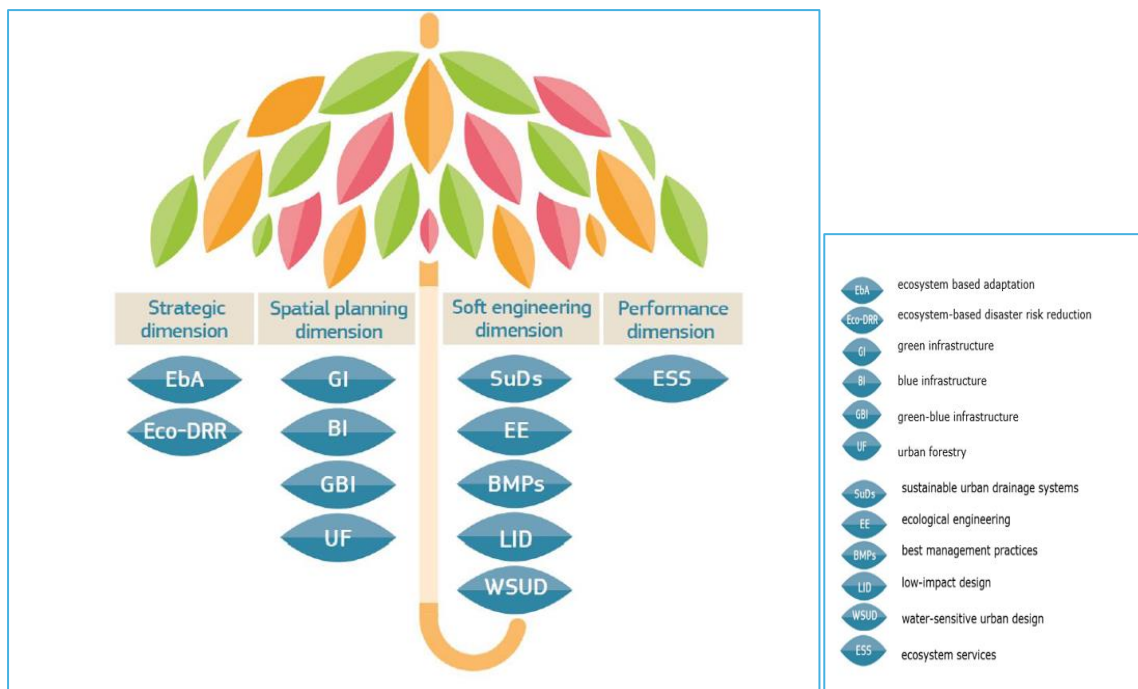 Strategic
dimension
Spatial planning
dimension
Soft engineering
dimension
Performance
dimension
EbA
Eco-DRR
GI
BI
GBI
UF
SuDs
EE
BMPs
LID
WSUD
ESS
EbA ecosystem based adaptation
Eco-DRR ecosystem-based disaster risk reduction
GI green infrastructure
BI blue infrastructure
GBI green-blue infrastructure
UF urban forestry
SuDs sustainable urban drainage systems
EE ecological engineering
BMPs best management practices
LID low-impact design
WSUD water-sensitive urban design
ESS ecosystem services